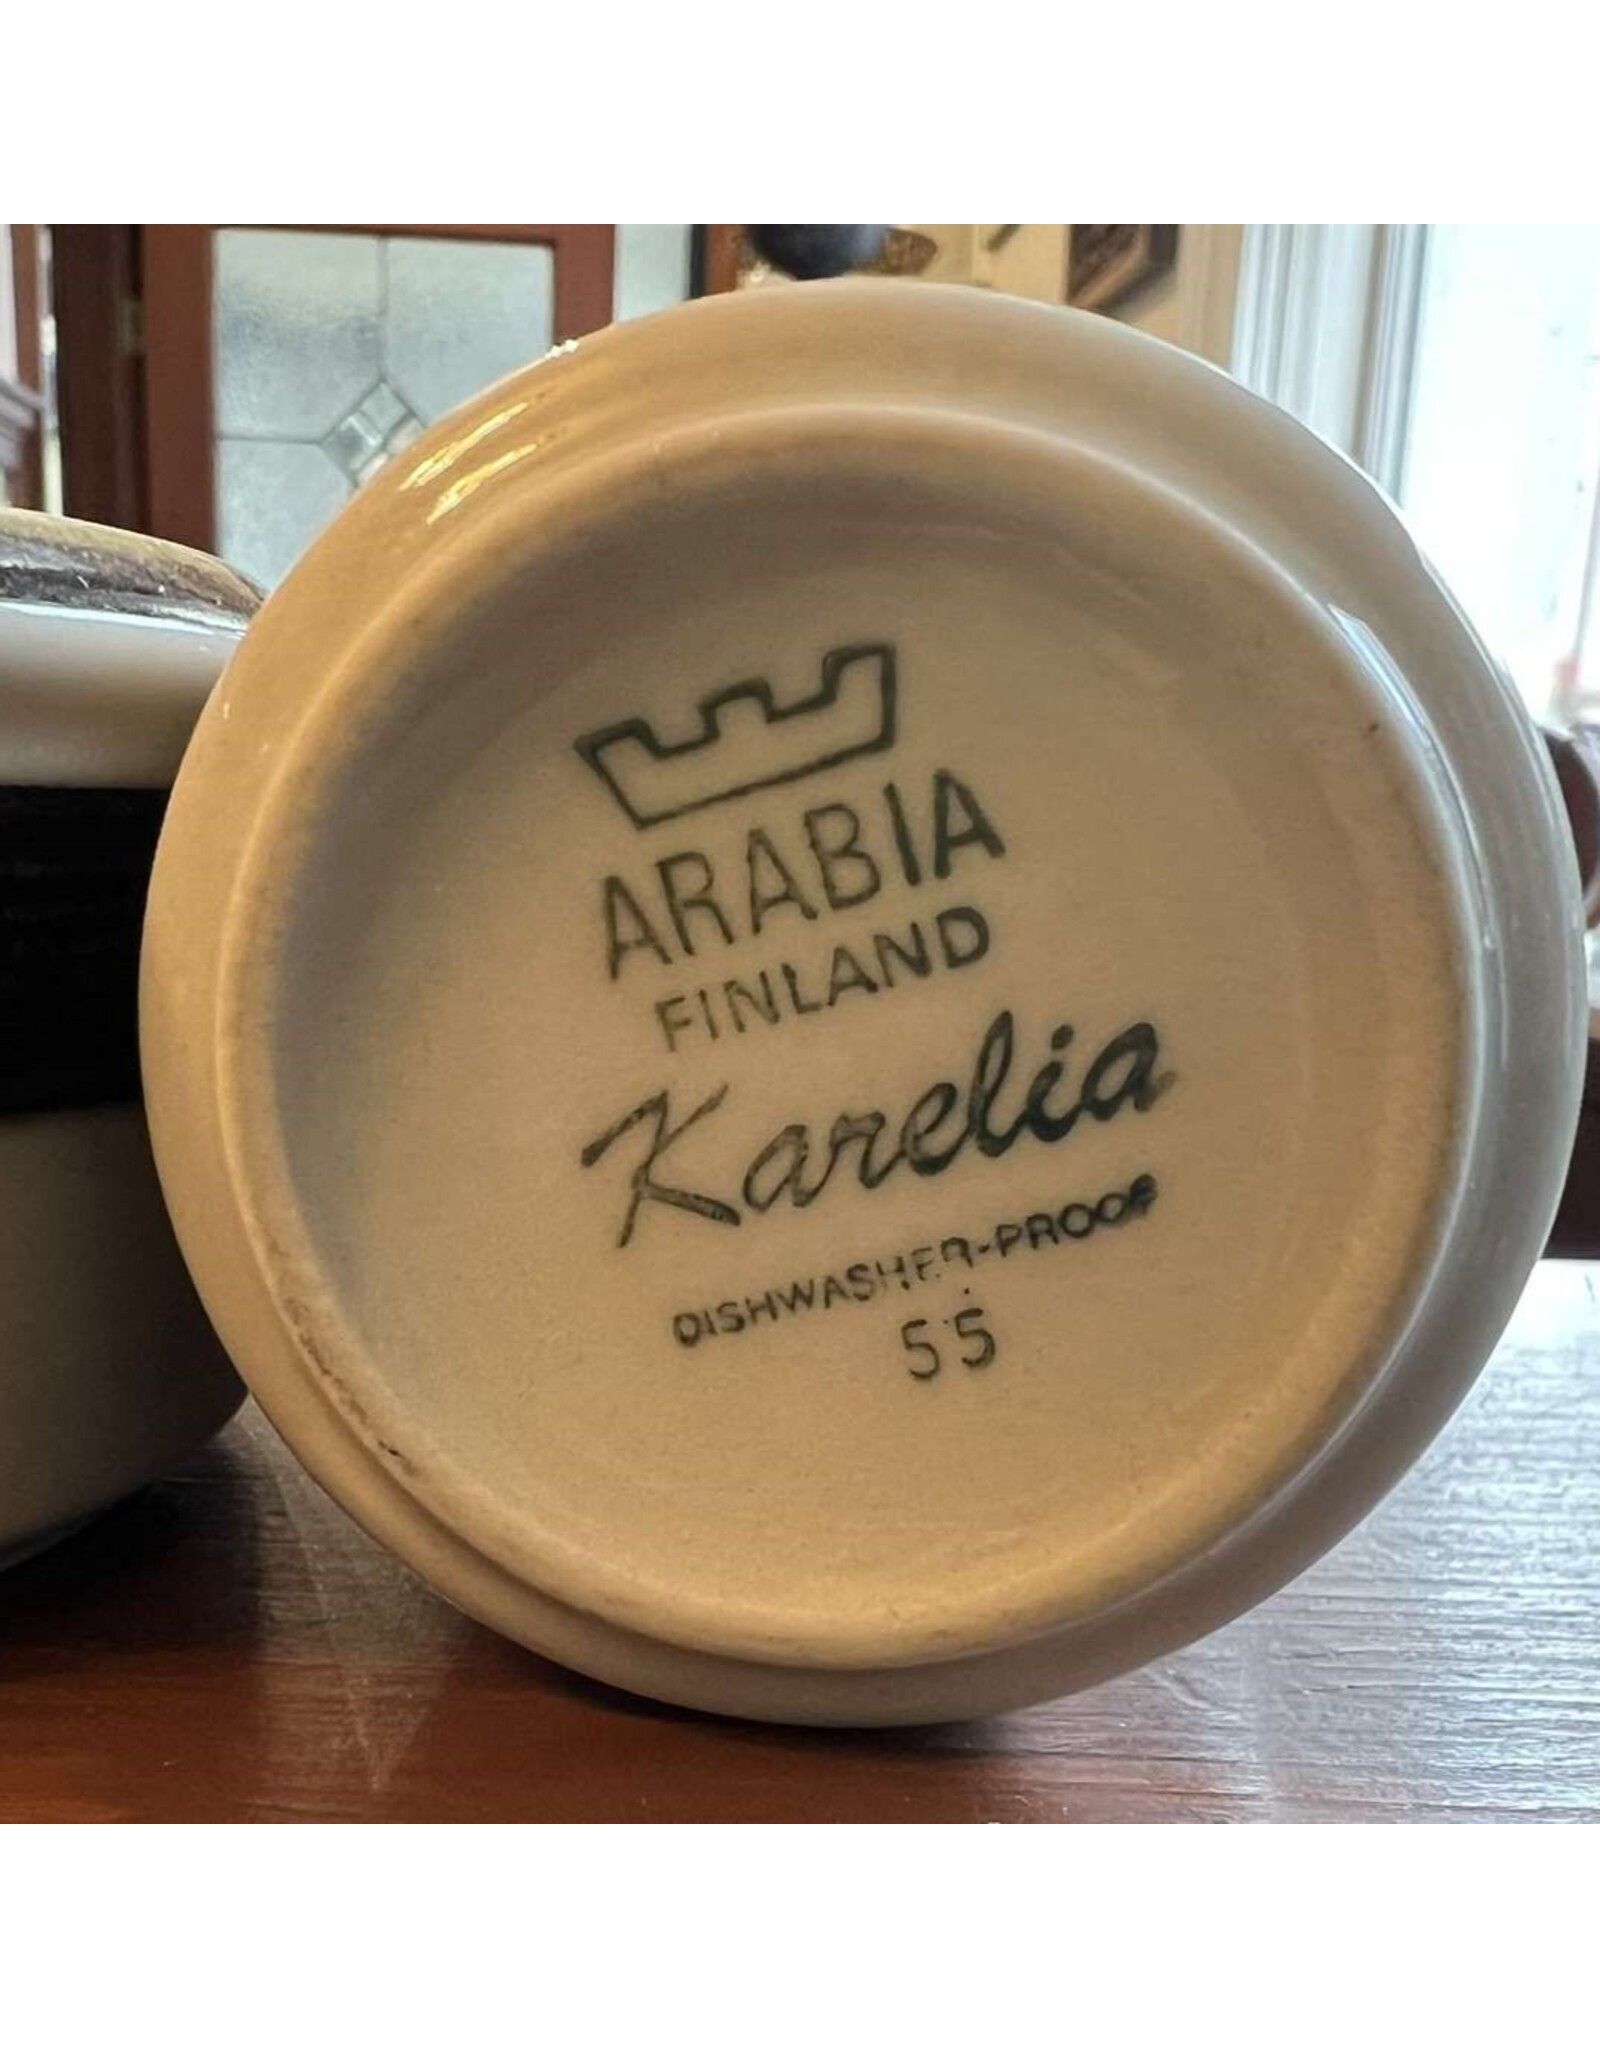 ARABIA
FINLAND
Karelia
DISHWASHER-PROOF
55